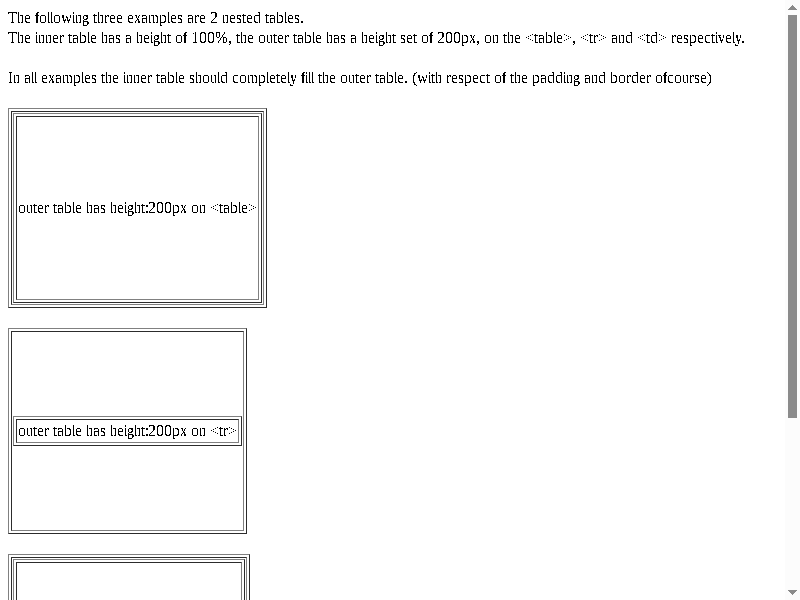 The following three examples are 2 nested tables.
The inner table has a height of 100%, the outer table has a height set of 200px, on the <table>, <tr> and <td> respectively.
In all examples the inner table should completely fill the outer table. (with respect of the padding and border ofcourse)
outer table has height:200px on <table>
outer table has height:200px on <tr>